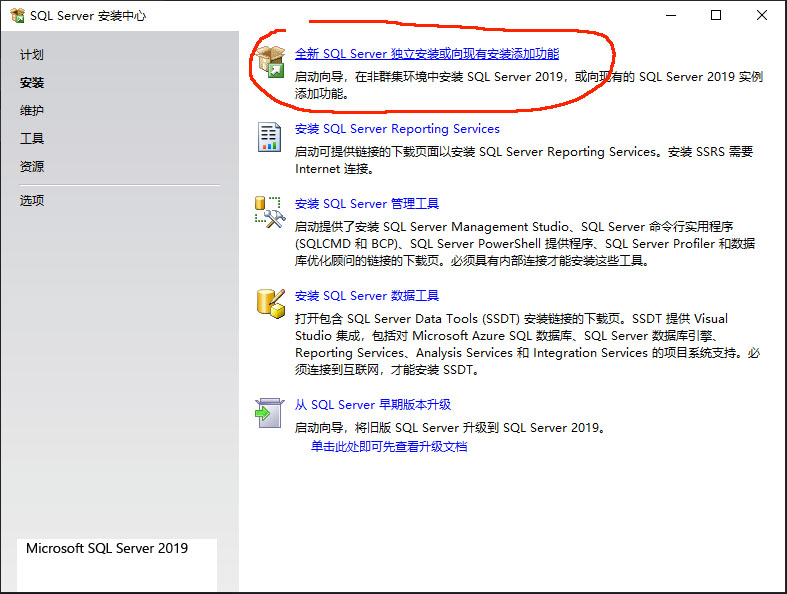 SQL Server 安装中心
计划
安装
维护
工具
资源
选项
全新 SQL Server 独立安装或向现有安装添加功能
启动向导，在非群集环境中安装 SQL Server 2019，或向现有的 SQL Server 2019 实例
添加功能。
安装 SQL Server Reporting Services
启动可提供链接的下载页面以安装 SQL Server Reporting Services。安装 SSRS 需要
Internet 连接。
安装 SQL Server 管理工具
启动提供了安装 SQL Server Management Studio、SQL Server 命令行实用程序
(SQLCMD 和 BCP)、SQL Server PowerShell 提供程序、SQL Server Profiler 和数据
库优化顾问的链接的下载页。必须具有内部连接才能安装这些工具。
安装 SQL Server 数据工具
打开包含 SQL Server Data Tools (SSDT) 安装链接的下载页。SSDT 提供 Visual
Studio 集成，包括对 Microsoft Azure SQL 数据库、SQL Server 数据库引擎、
Reporting Services、Analysis Services 和 Integration Services 的项目系统支持。必
须连接到互联网，才能安装 SSDT。
从 SQL Server 早期版本升级
启动向导，将旧版 SQL Server 升级到 SQL Server 2019。
单击此处即可先查看升级文档
Microsoft SQL Server 2019